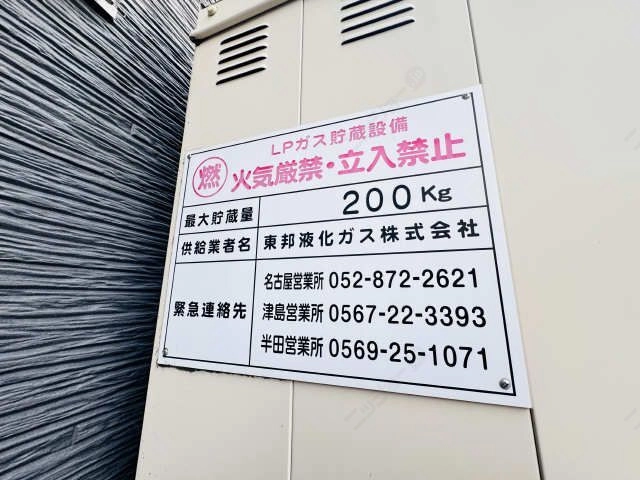 LPガス貯蔵設備
燃 火気厳禁・立入禁止
最大貯蔵量 200Kg
供給業者名 東邦液化ガス株式会社
緊急連絡先
名古屋営業所 052-872-2621
津島営業所 0567-22-3393
半田営業所 0569-25-1071